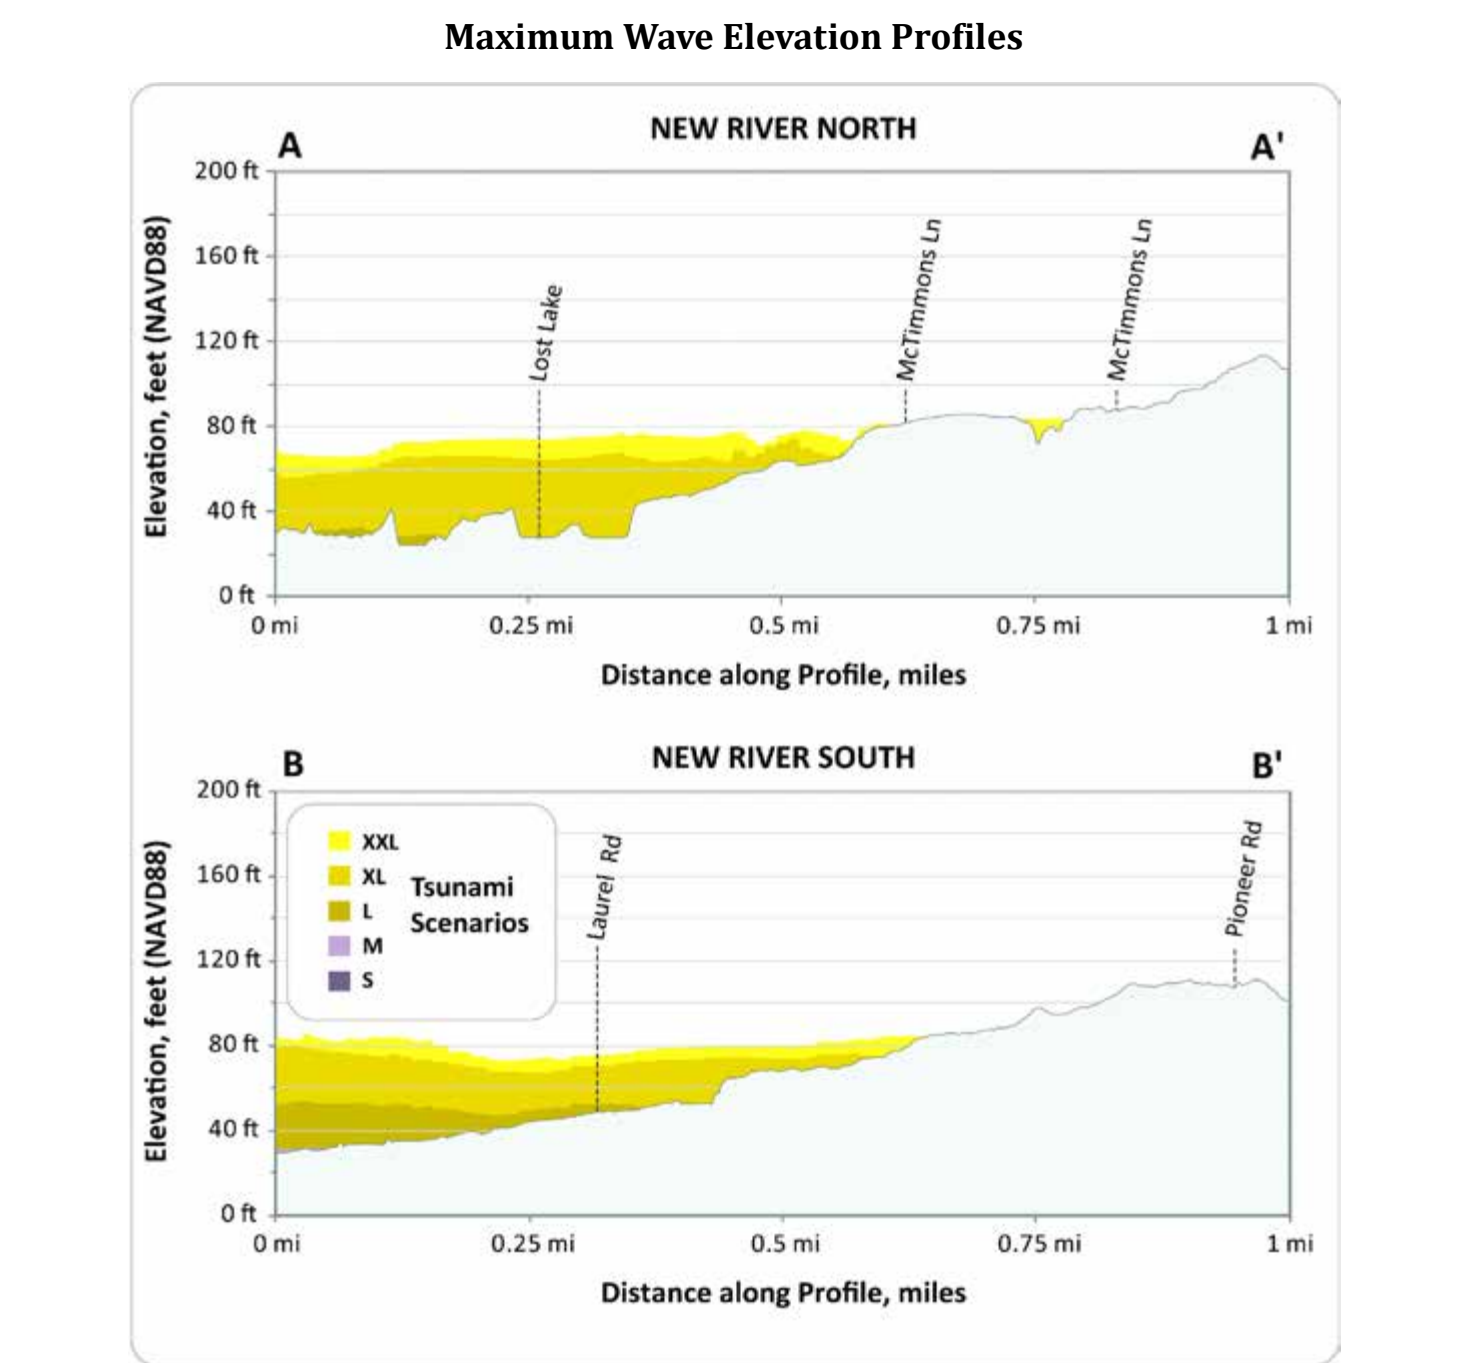 Maximum Wave Elevation Profiles
NEW RIVER NORTH
A
A'
Elevation, feet (NAVD88)
200 ft
160 ft
120 ft
80 ft
40 ft
0 ft
Lost Lake
McTimmons Ln
McTimmons Ln
0 mi
0.25 mi
0.5 mi
0.75 mi
1 mi
Distance along Profile, miles
NEW RIVER SOUTH
B
B'
Elevation, feet (NAVD88)
200 ft
160 ft
120 ft
80 ft
40 ft
0 ft
XXL
XL
L
M
S
Tsunami
Scenarios
Laurel Rd
Pioneer Rd
0 mi
0.25 mi
0.5 mi
0.75 mi
1 mi
Distance along Profile, miles